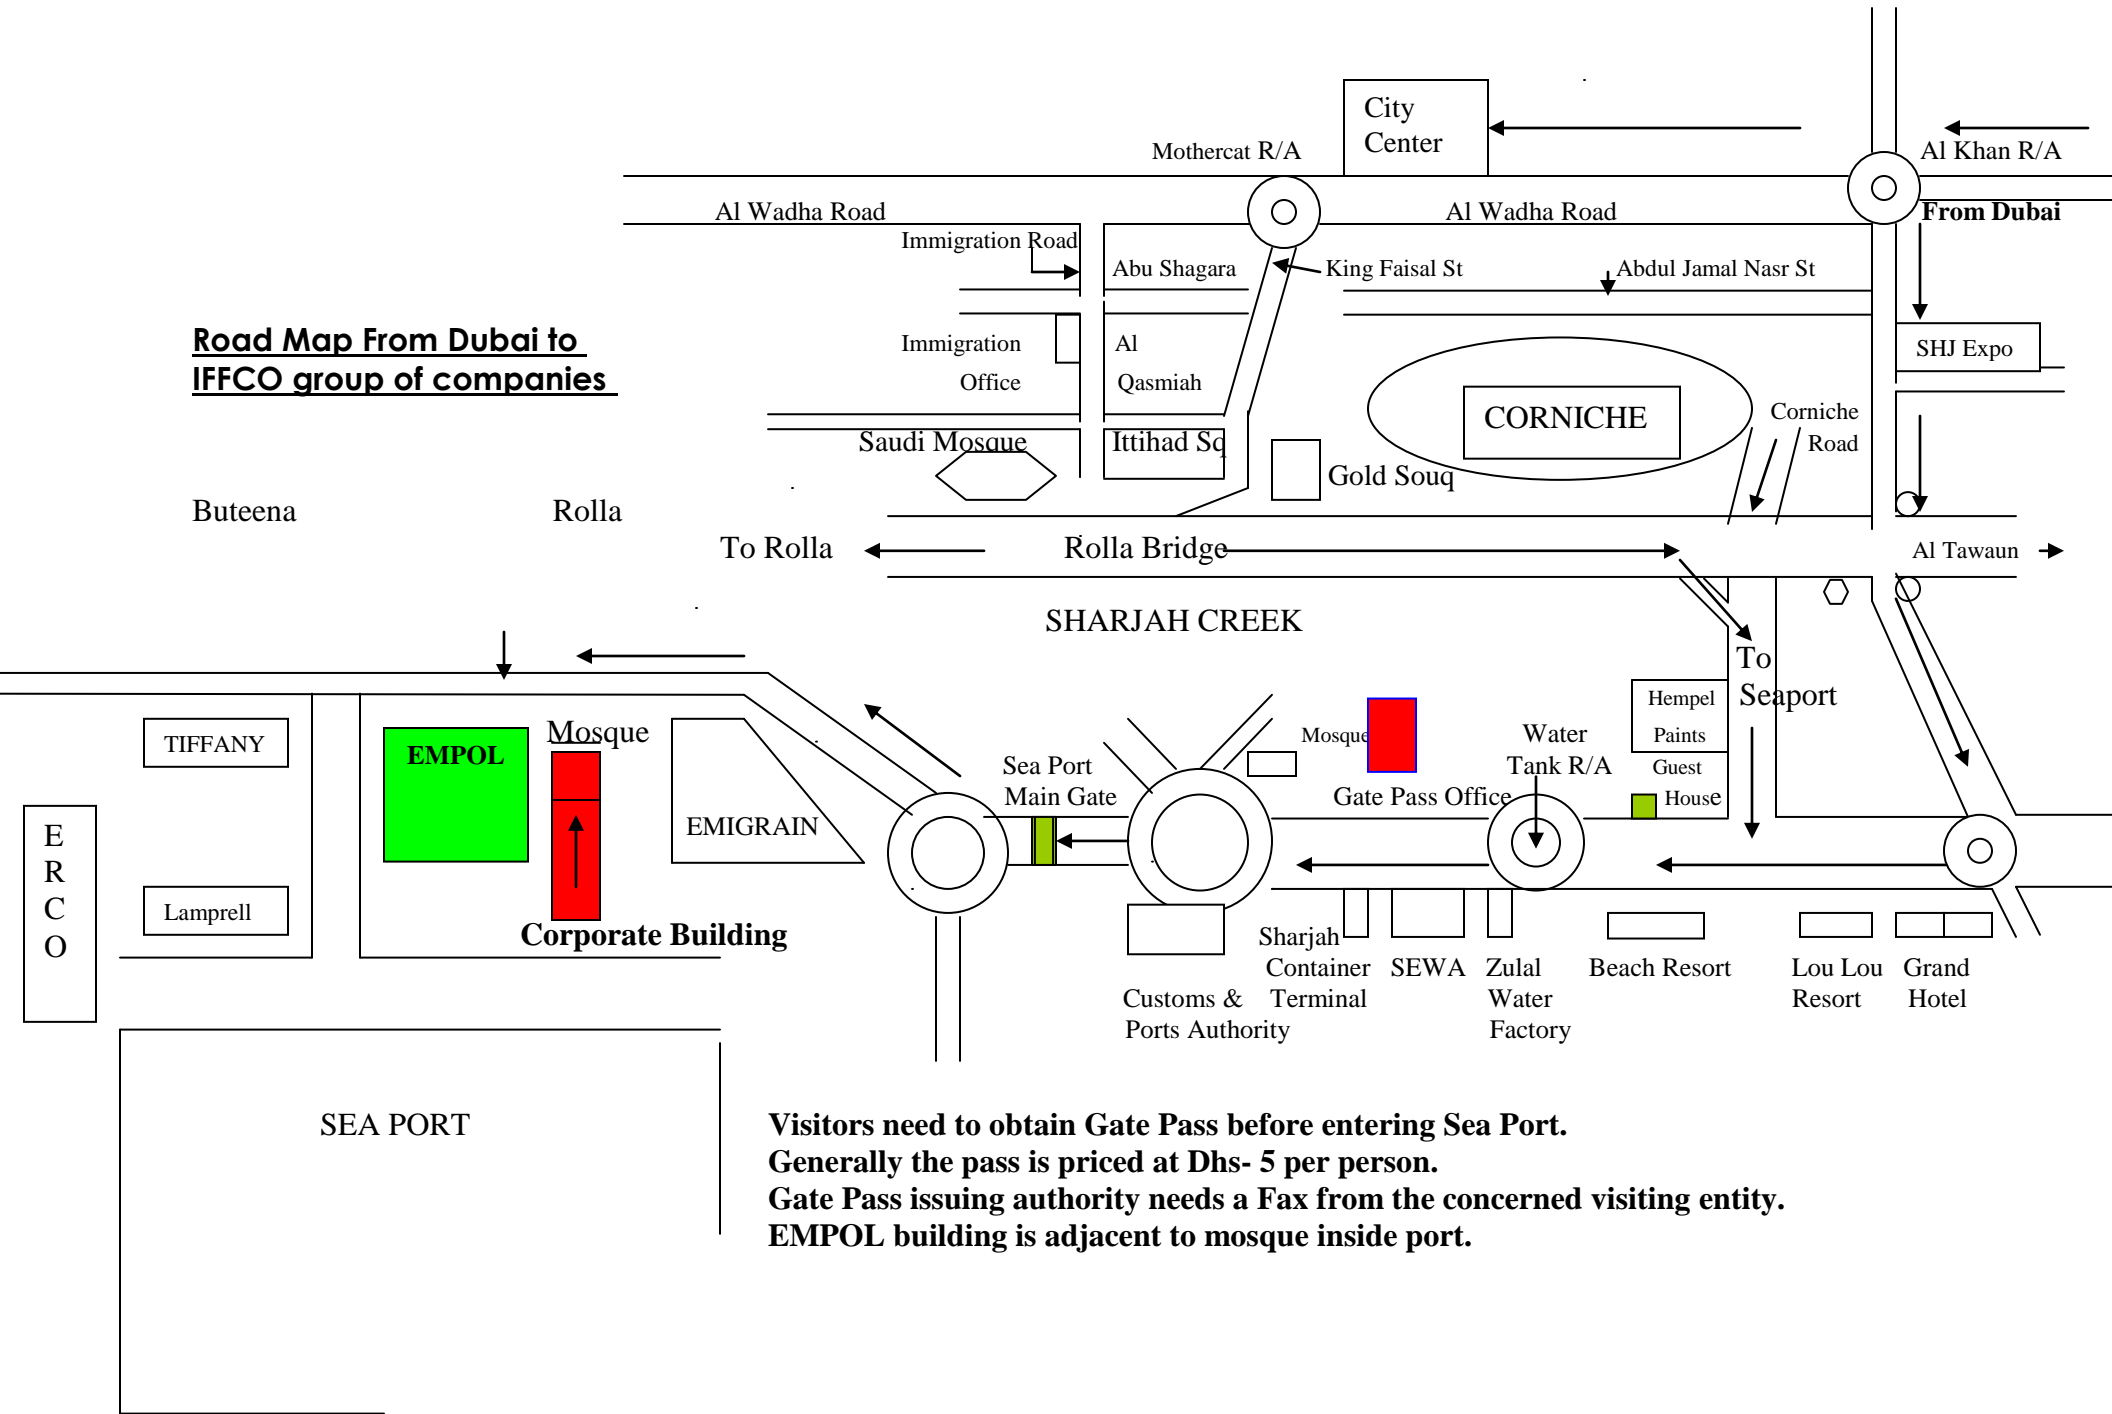 City
Center
Mothercat R/A
Al Khan R/A
Al Wadha Road
Al Wadha Road
From Dubai
Immigration Road
Abu Shagara
King Faisal St
Abdul Jamal Nasr St
Road Map From Dubai to
IFFCO group of companies
Immigration
Office
Al
Qasmiah
SHJ Expo
CORNICHE
Corniche
Road
Saudi Mosque
Ittihad Sq
Gold Souq
Buteena
Rolla
To Rolla
Rolla Bridge
Al Tawaun
SHARJAH CREEK
To
Seaport
Hempel
Paints
Guest
House
TIFFANY
EMPOL
Mosque
EMIGRAIN
Sea Port
Main Gate
Mosque
Gate Pass Office
Water
Tank R/A
E
R
C
O
Lamprell
Corporate Building
Sharjah
Container
Terminal
SEWA
Zulal
Water
Factory
Beach Resort
Lou Lou
Resort
Grand
Hotel
Customs &
Ports Authority
SEA PORT
Visitors need to obtain Gate Pass before entering Sea Port.
Generally the pass is priced at Dhs- 5 per person.
Gate Pass issuing authority needs a Fax from the concerned visiting entity.
EMPOL building is adjacent to mosque inside port.